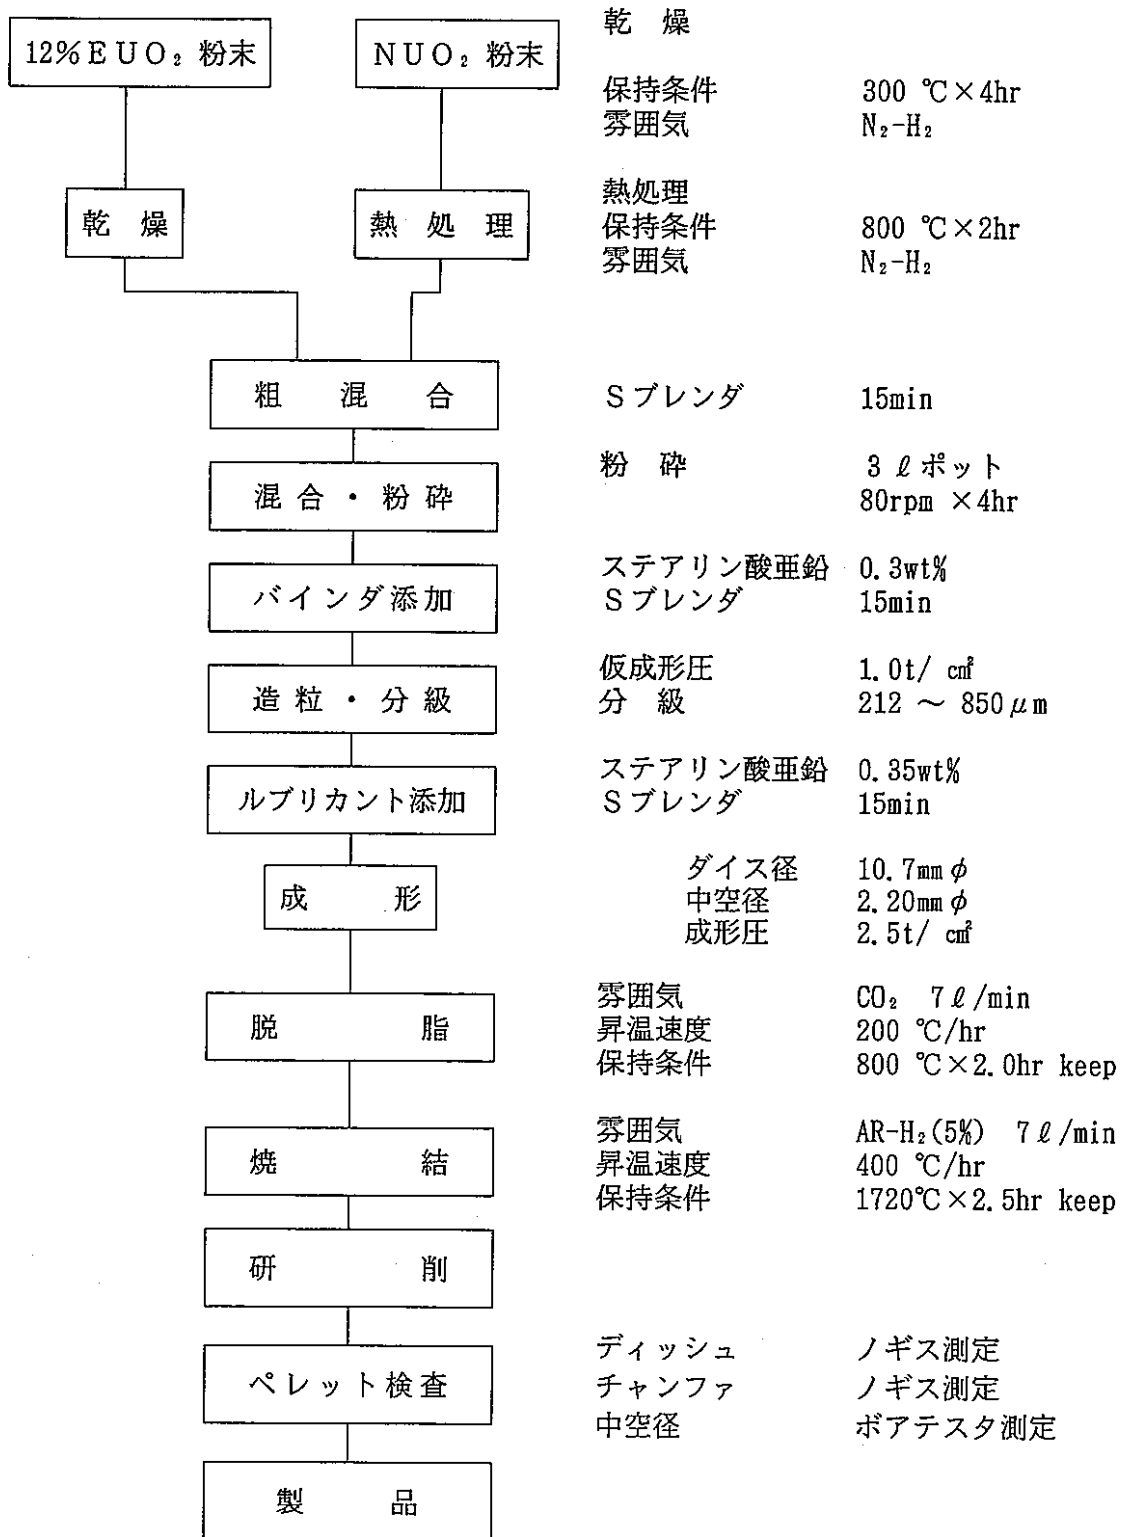 12%EUO₂ 粉末
NUO₂ 粉末
乾 燥
保持条件 300 ℃×4hr
雰囲気 N₂-H₂
乾 燥
熱 処 理
熱処理
保持条件 800 ℃×2hr
雰囲気 N₂-H₂
粗 混 合
Sブレンダ 15min
混 合 ・ 粉 砕
粉 砕 3 ℓポット
80rpm ×4hr
バインダ添加
ステアリン酸亜鉛 0.3wt%
Sブレンダ 15min
造 粒 ・ 分 級
仮成形圧 1.0t/ ㎠
分 級 212 ～ 850μm
ルブリカント添加
ステアリン酸亜鉛 0.35wt%
Sブレンダ 15min
成 形
ダイス径 10.7㎜φ
中空径 2.20㎜φ
成形圧 2.5t/ ㎠
脱 脂
雰囲気 CO₂ 7ℓ/min
昇温速度 200 ℃/hr
保持条件 800 ℃×2.0hr keep
焼 結
雰囲気 AR-H₂(5%) 7ℓ/min
昇温速度 400 ℃/hr
保持条件 1720℃×2.5hr keep
研 削
ペレット検査
ディッシュ ノギス測定
チャンファ ノギス測定
中空径 ボアテスタ測定
製 品